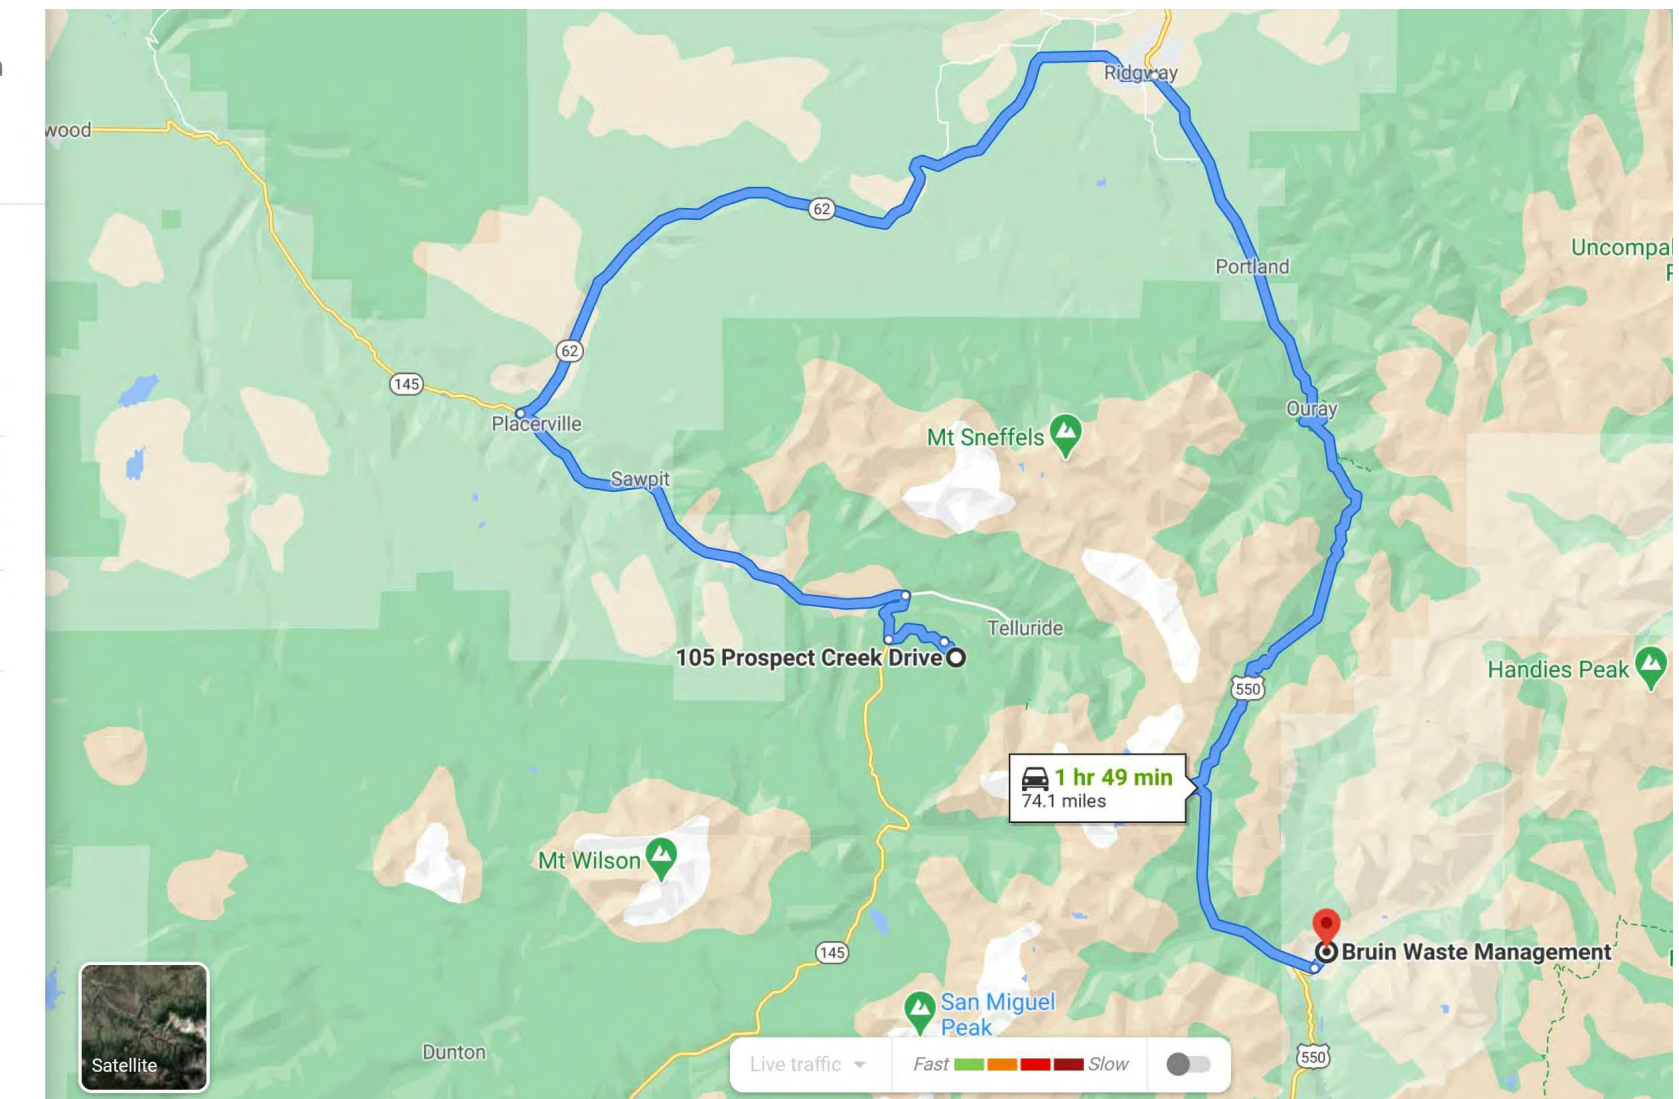 Ridgway
wood
62
Portland
Uncompa
62
145
Placerville
Ouray
Mt Sneffels
Sawpit
Telluride
105 Prospect Creek Drive
Handies Peak
550
1 hr 49 min
74.1 miles
Mt Wilson
145
Bruin Waste Management
San Miguel
Peak
Dunton
550
Satellite
Live traffic
Fast
Slow